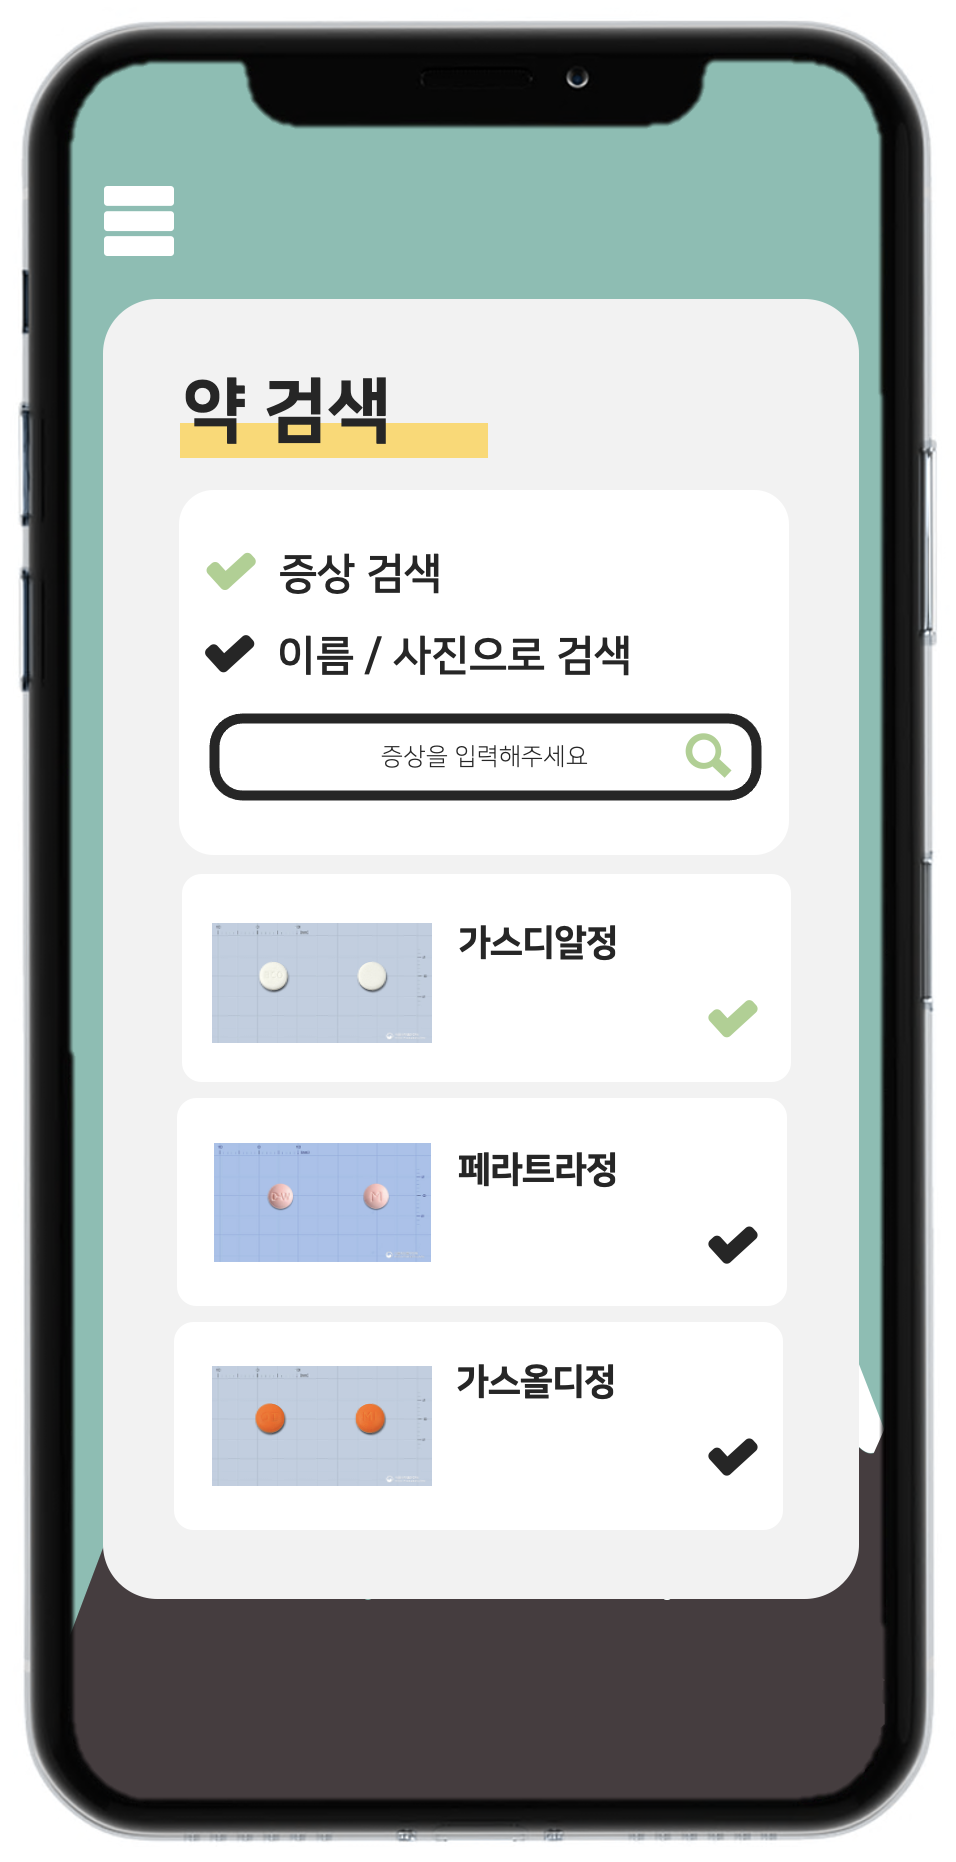 약 검색
증상 검색
이름 / 사진으로 검색
증상을 입력해주세요
가스디알정
페라트라정
가스올디정